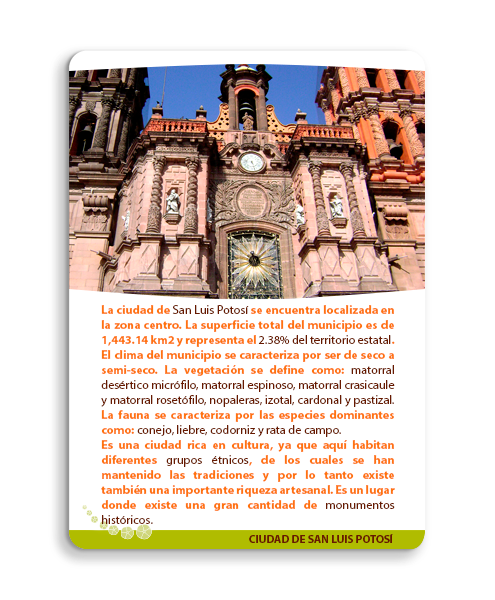 La ciudad de San Luis Potosí se encuentra localizada en
la zona centro. La superficie total del municipio es de
1,443.14 km2 y representa el 2.38% del territorio estatal.
El clima del municipio se caracteriza por ser de seco a
semi-seco. La vegetación se define como: matorral
desértico micrófilo, matorral espinoso, matorral crasicaule
y matorral rosetófilo, nopaleras, izotal, cardonal y pastizal.
La fauna se caracteriza por las especies dominantes
como: conejo, liebre, codorniz y rata de campo.
Es una ciudad rica en cultura, ya que aquí habitan
diferentes grupos étnicos, de los cuales se han
mantenido las tradiciones y por lo tanto existe
también una importante riqueza artesanal. Es un lugar
donde existe una gran cantidad de monumentos
históricos.
CIUDAD DE SAN LUIS POTOSÍ